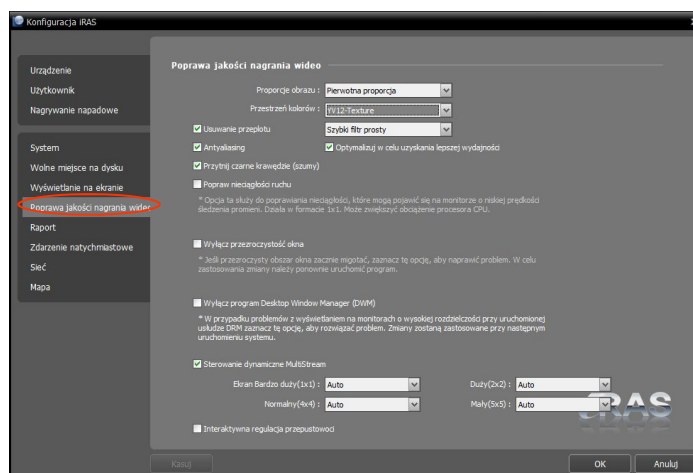 Konfiguracja iRAS
Urządzenie
Użytkownik
Nagrywanie napadowe
System
Wolne miejsce na dysku
Wyświetlanie na ekranie
Poprawa jakości nagrania wideo
Raport
Zdarzenie natychmiastowe
Sieć
Mapa
Poprawa jakości nagrania wideo
Proporcje obrazu : Pierwotna proporcja
Przestrzeń kolorów : YV12-Texture
Usuwanie przeplotu Szybki filtr prosty
Antyaliasing Optymalizuj w celu uzyskania lepszej wydajności
Przytnij czarne krawędzie (szumy)
Popraw nieciągłości ruchu
* Opcja ta służy do poprawiania nieciągłości, które mogą pojawić się na monitorze o niskiej prędkości
śledzenia promieni. Działa w formacie 1x1. Może zwiększyć obciążenie procesora CPU.
Wyłącz przezroczystość okna
* Jeśli przezroczysty obszar okna zacznie migotać, zaznacz tę opcję, aby naprawić problem. W celu
zastosowania zmiany należy ponownie uruchomić program.
Wyłącz program Desktop Window Manager (DWM)
* W przypadku problemów z wyświetlaniem na monitorach o wysokiej rozdzielczości przy uruchomionej
usłudze DRM zaznacz tę opcję, aby rozwiązać problem. Zmiany zostaną zastosowane przy następnym
uruchomieniu systemu.
Sterowanie dynamiczne MultiStream
Ekran Bardzo duży(1x1) : Auto Duży(2x2) : Auto
Normalny(4x4) : Auto Mały(5x5) : Auto
iRAS
Interaktywna regulacja przepustowoci
Kasuj OK Anuluj